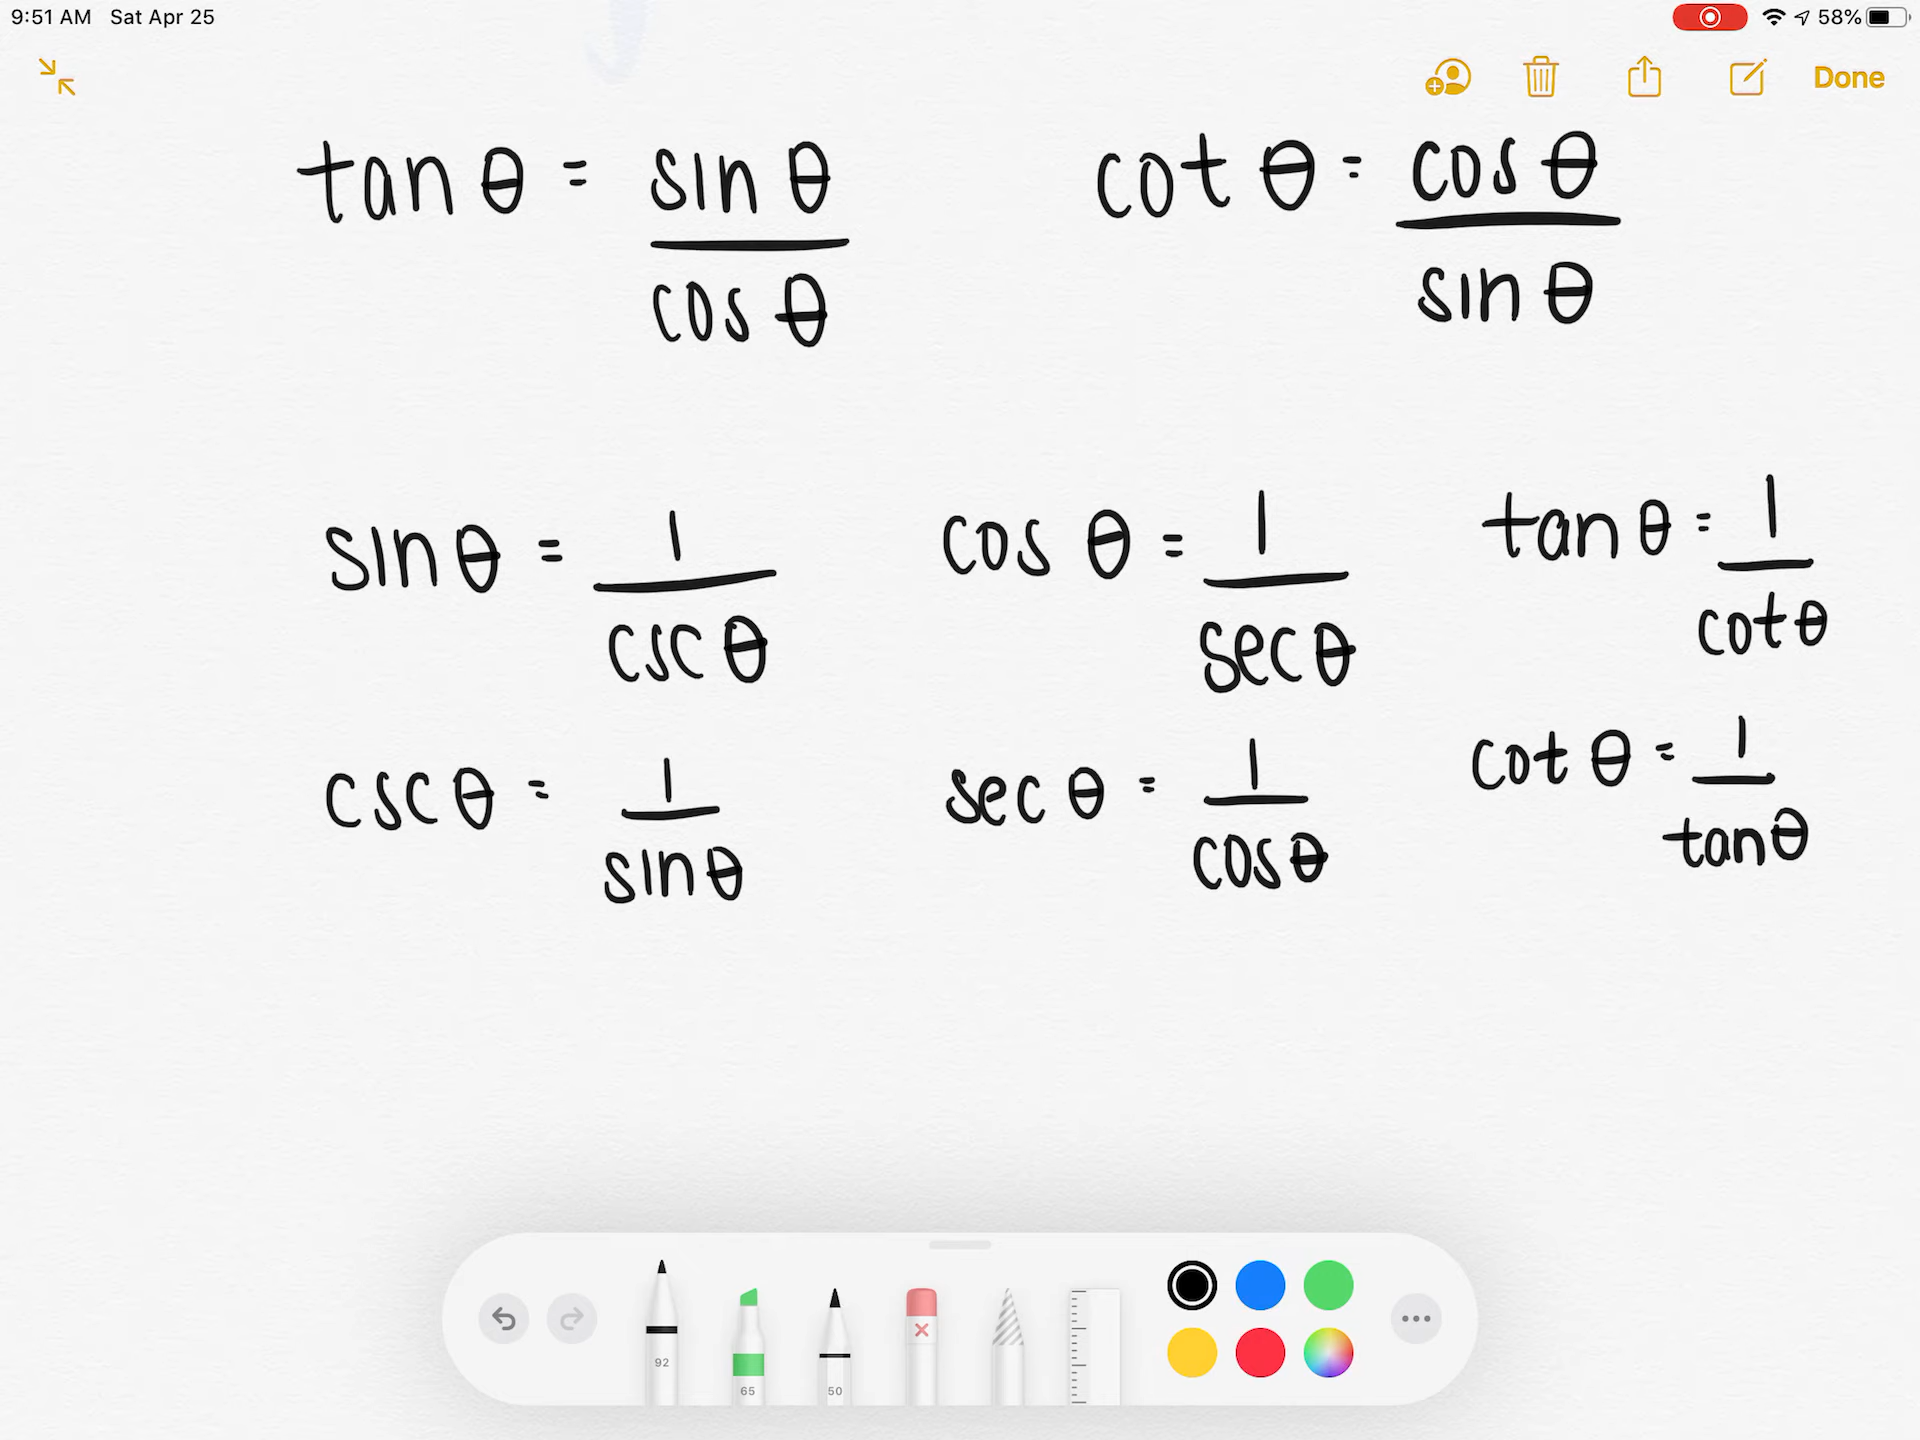 9:51 AM Sat Apr 25 58%
Done
tan θ = sin θ / cos θ
cot θ = cos θ / sin θ
sin θ = 1 / csc θ
cos θ = 1 / sec θ
tan θ = 1 / cot θ
csc θ = 1 / sin θ
sec θ = 1 / cos θ
cot θ = 1 / tan θ
92 65 50